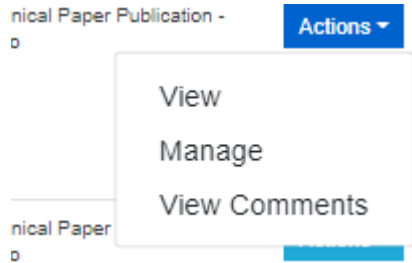 nical Paper Publication -
o
Actions
View
Manage
View Comments
nical Paper
o